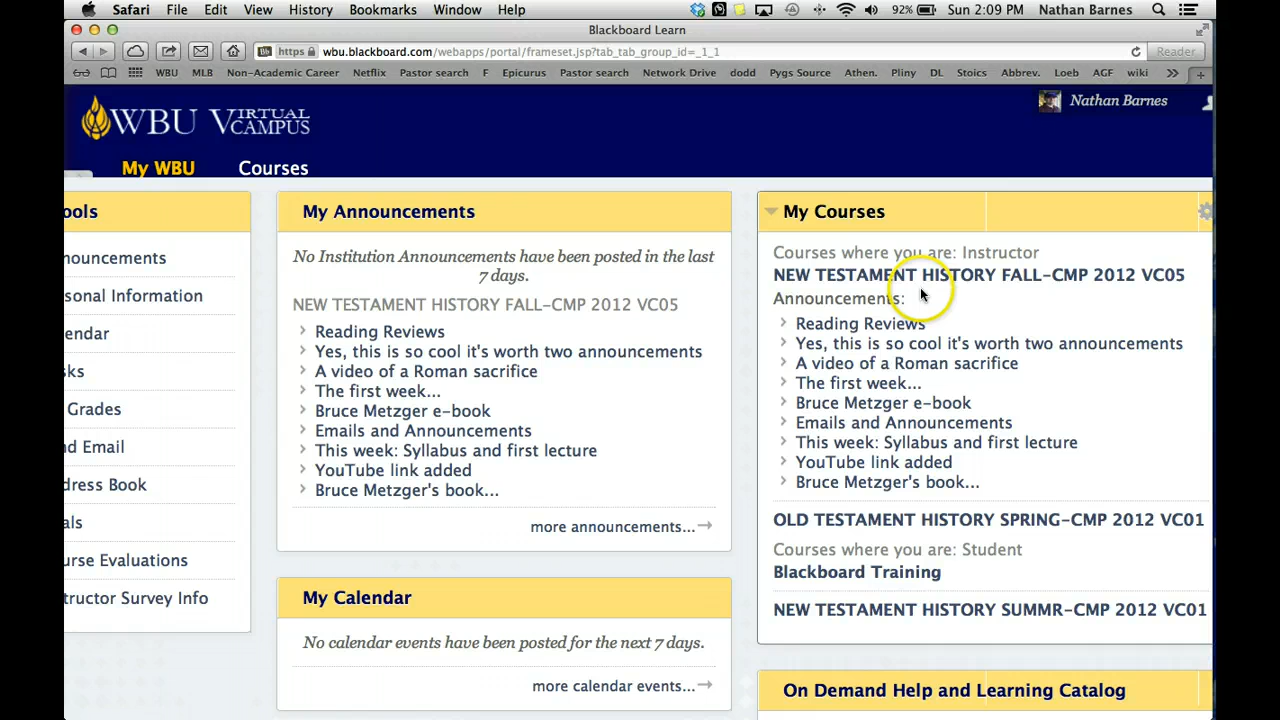 Safari File Edit View History Bookmarks Window Help 92% Sun 2:09 PM Nathan Barnes
Blackboard Learn
https wbu.blackboard.com/webapps/portal/frameset.jsp?tab_tab_group_id=_1_1 Reader
WBU MLB Non-Academic Career Netflix Pastor search F Epicurus Pastor search Network Drive dodd Pygs Source Athen. Pliny DL Stoics Abbrev. Loeb AGF wiki
WBU VIRTUAL CAMPUS
Nathan Barnes
My WBU Courses
ools
nouncements
sonal Information
endar
sks
Grades
nd Email
dress Book
als
urse Evaluations
tructor Survey Info
My Announcements
No Institution Announcements have been posted in the last
7 days.
NEW TESTAMENT HISTORY FALL-CMP 2012 VC05
Reading Reviews
Yes, this is so cool it's worth two announcements
A video of a Roman sacrifice
The first week...
Bruce Metzger e-book
Emails and Announcements
This week: Syllabus and first lecture
YouTube link added
Bruce Metzger's book...
more announcements...
My Calendar
No calendar events have been posted for the next 7 days.
more calendar events...
My Courses
Courses where you are: Instructor
NEW TESTAMENT HISTORY FALL-CMP 2012 VC05
Announcements:
Reading Reviews
Yes, this is so cool it's worth two announcements
A video of a Roman sacrifice
The first week...
Bruce Metzger e-book
Emails and Announcements
This week: Syllabus and first lecture
YouTube link added
Bruce Metzger's book...
OLD TESTAMENT HISTORY SPRING-CMP 2012 VC01
Courses where you are: Student
Blackboard Training
NEW TESTAMENT HISTORY SUMMR-CMP 2012 VC01
On Demand Help and Learning Catalog